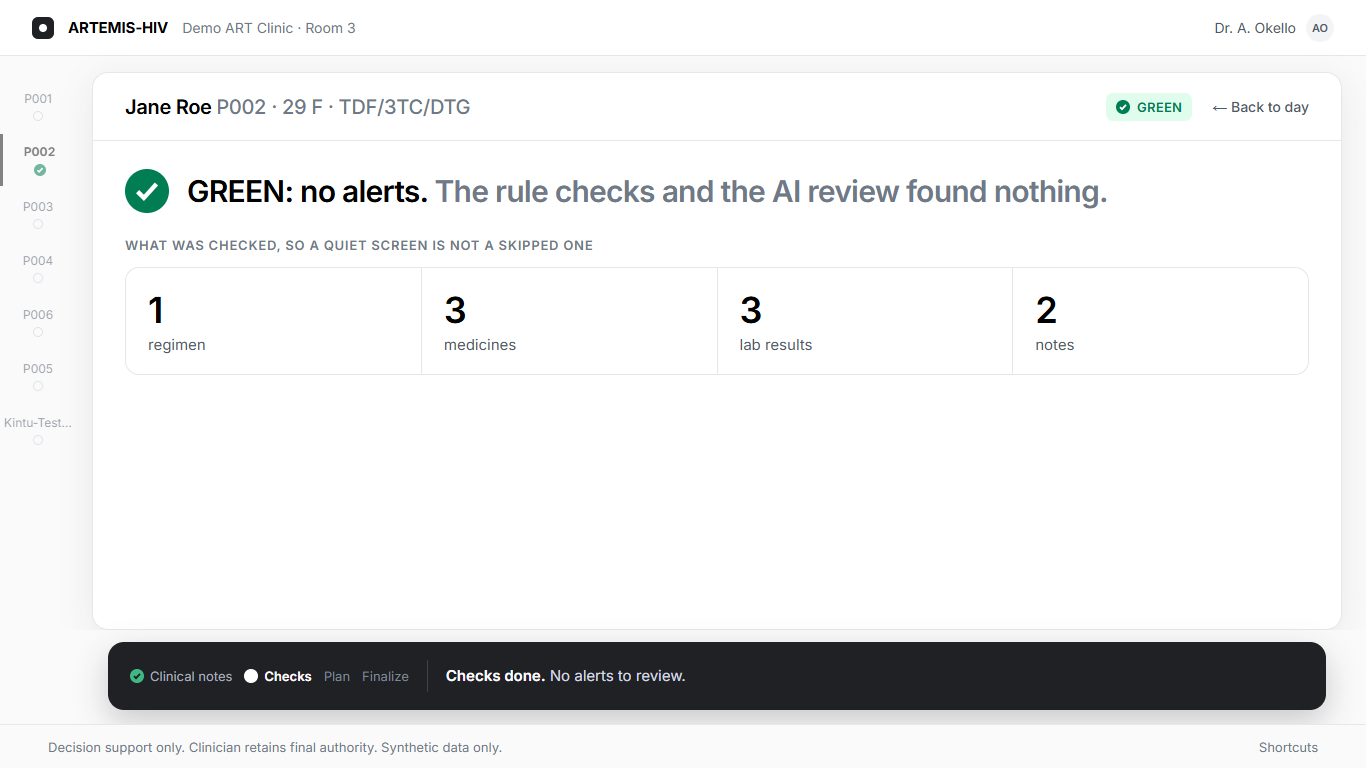 ARTEMIS-HIV Demo ART Clinic · Room 3 Dr. A. Okello AO
P001
P002
P003
P004
P006
P005
Kintu-Test...
Jane Roe P002 · 29 F · TDF/3TC/DTG GREEN ← Back to day
GREEN: no alerts. The rule checks and the AI review found nothing.
WHAT WAS CHECKED, SO A QUIET SCREEN IS NOT A SKIPPED ONE
1 3 3 2
regimen medicines lab results notes
Clinical notes Checks Plan Finalize Checks done. No alerts to review.
Decision support only. Clinician retains final authority. Synthetic data only. Shortcuts